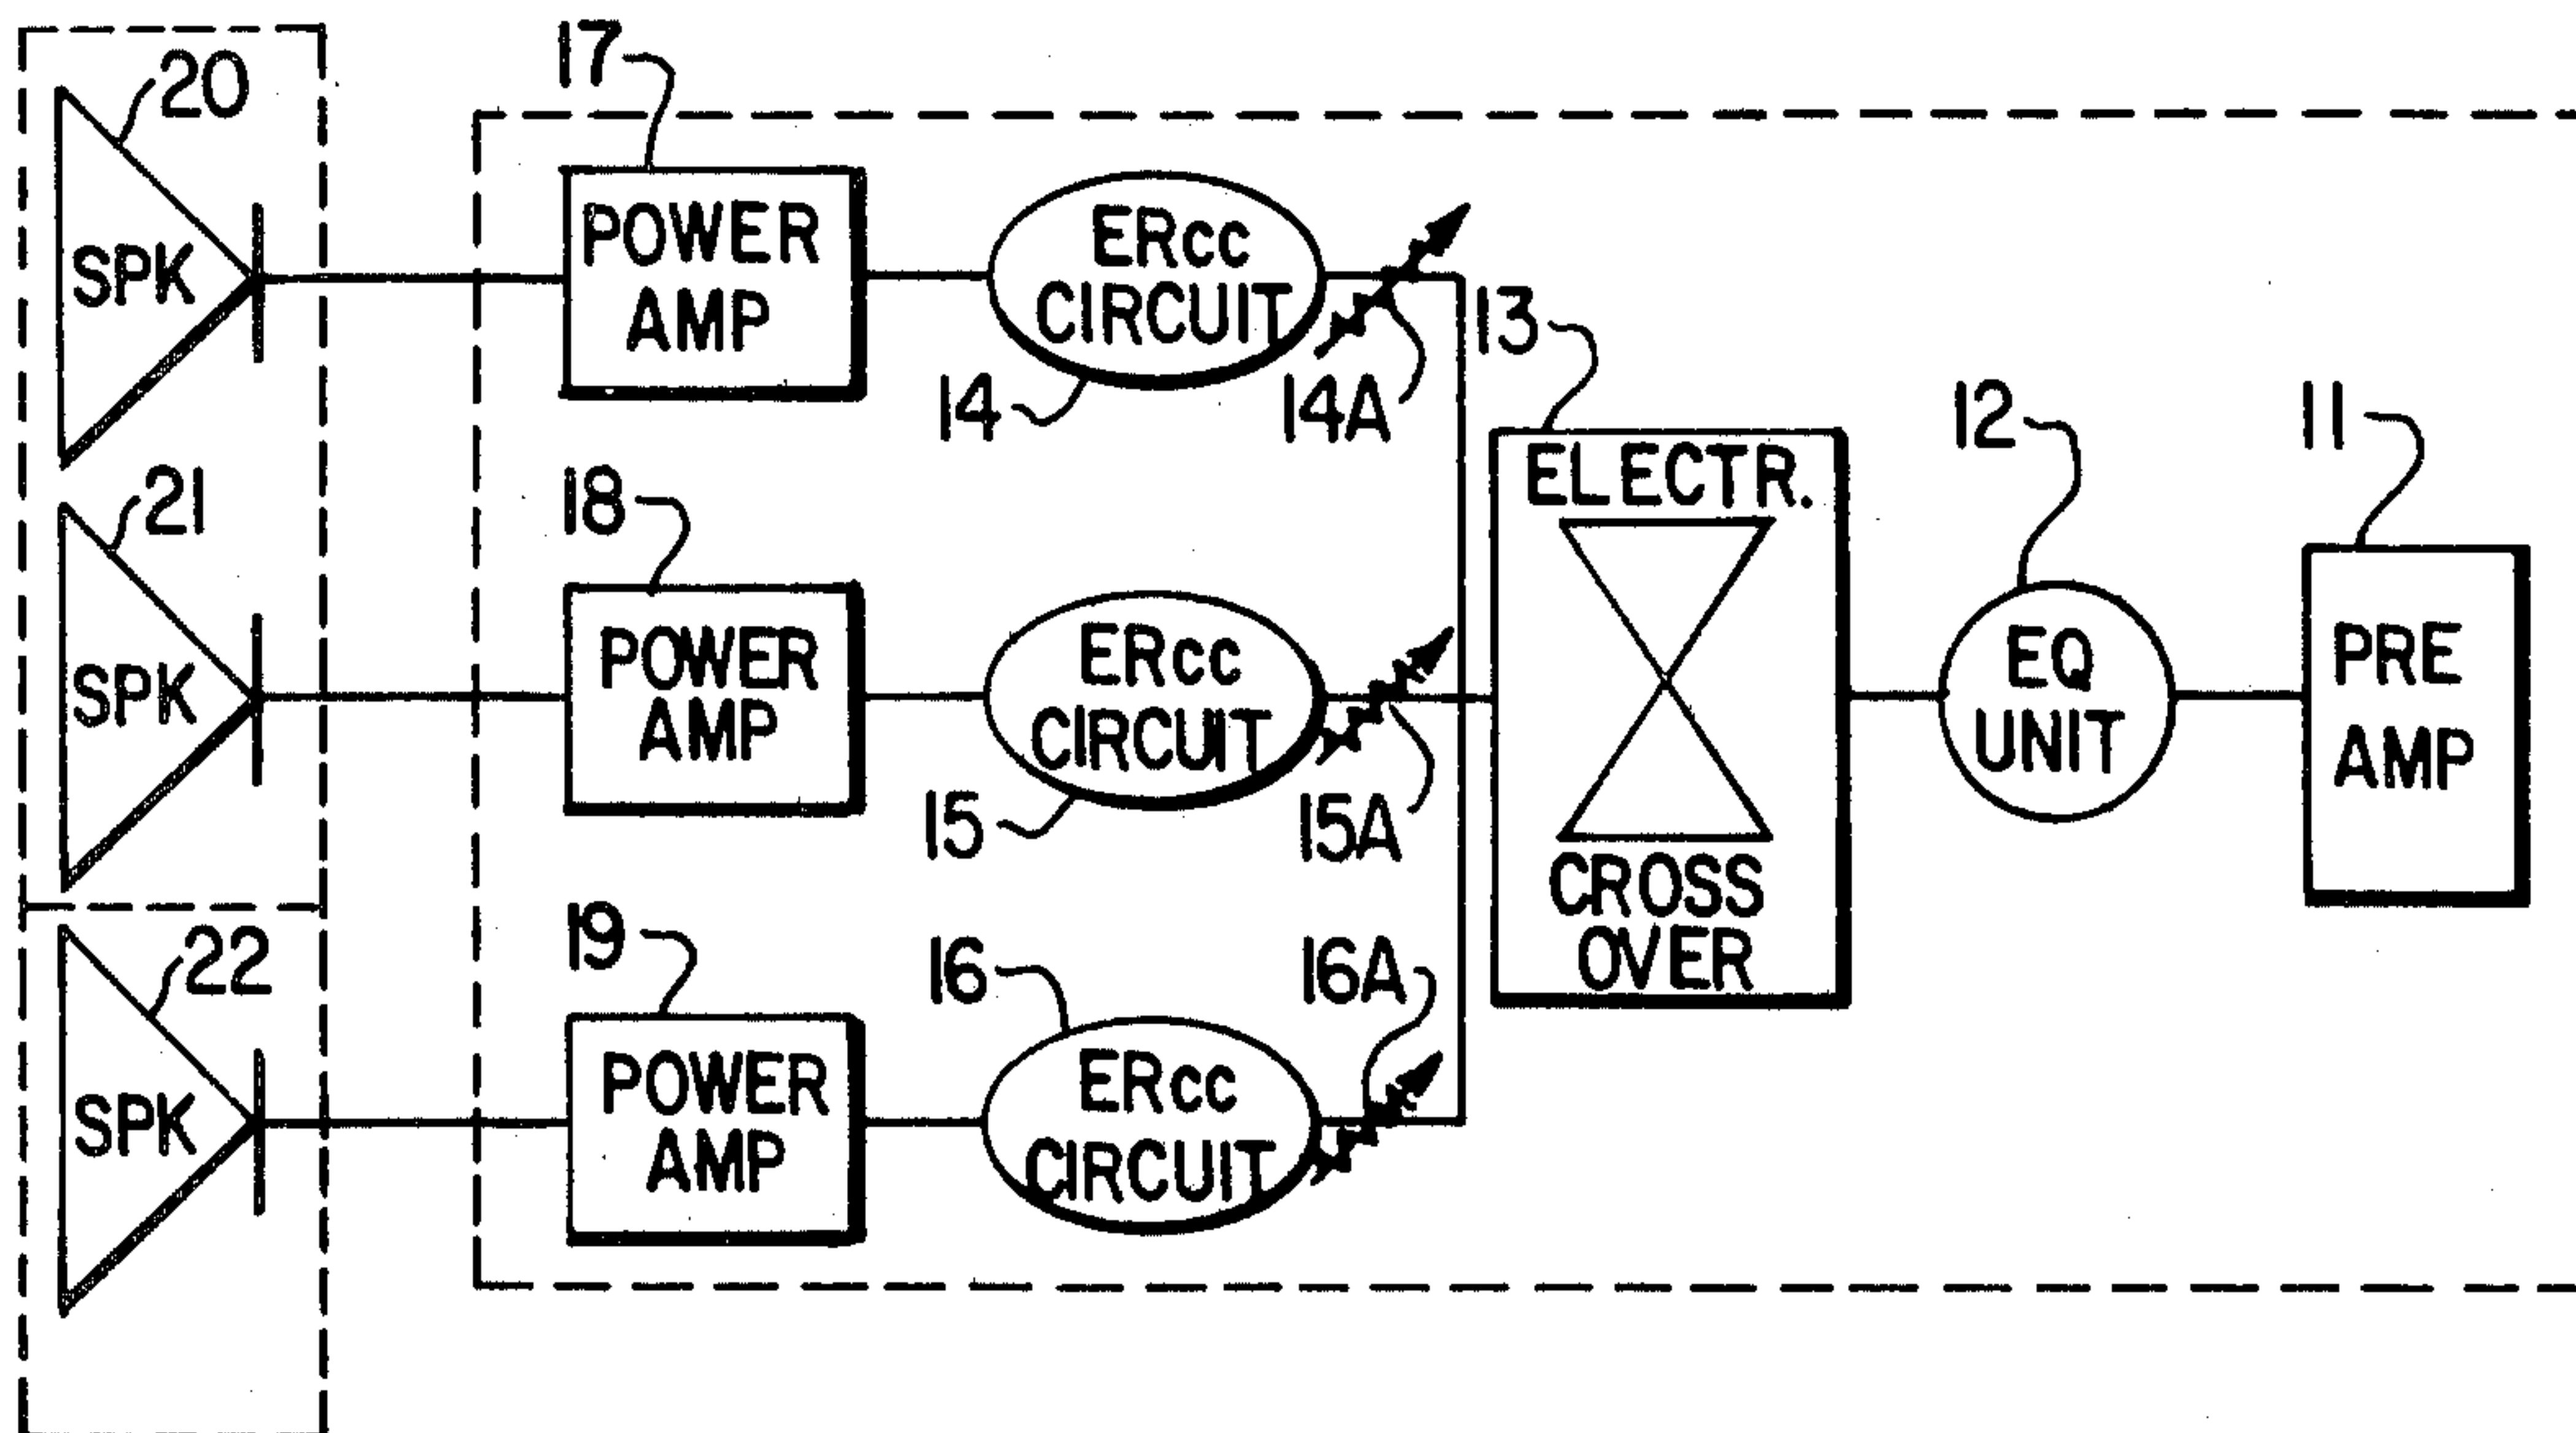 17
20
SPK
POWER
AMP
ERcc
CIRCUIT
14
14A
13
12
11
21
SPK
18
POWER
AMP
ERcc
CIRCUIT
15
15A
ELECTR.
CROSS
OVER
EQ
UNIT
PRE
AMP
22
SPK
19
POWER
AMP
16
ERcc
CIRCUIT
16A